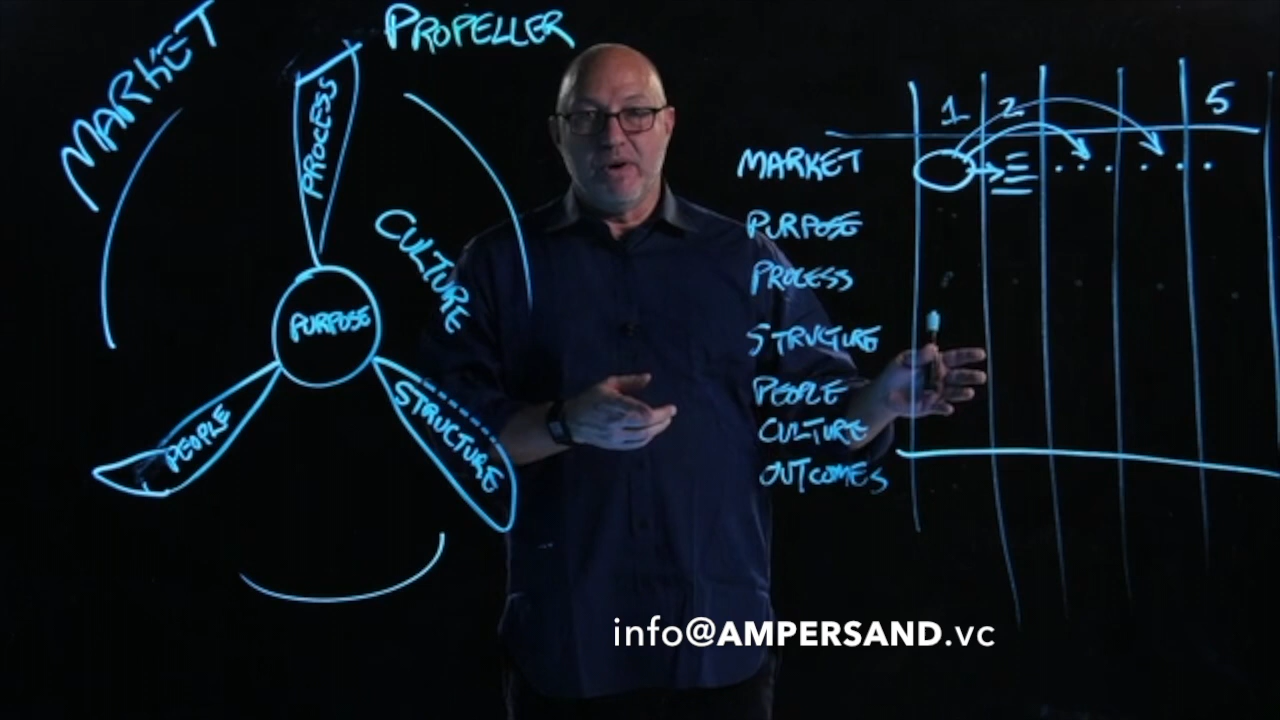 PROPELLER
MARKET
PROCESS
CULTURE
PURPOSE
PEOPLE
STRUCTURE
1 2 5
MARKET
PURPOSE
PROCESS
STRUCTURE
PEOPLE
CULTURE
OUTCOMES
info@AMPERSAND.vc